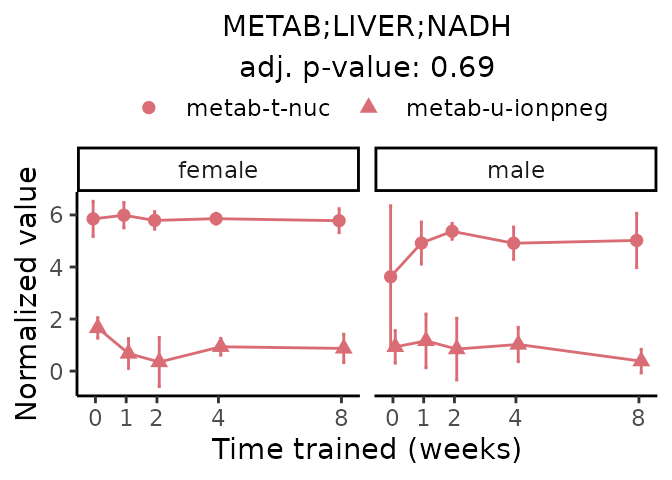 METAB;LIVER;NADH
adj. p-value: 0.69
metab-t-nuc metab-u-ionpneg
female male
Normalized value
6
4
2
0
0 1 2 4 8 0 1 2 4 8
Time trained (weeks)